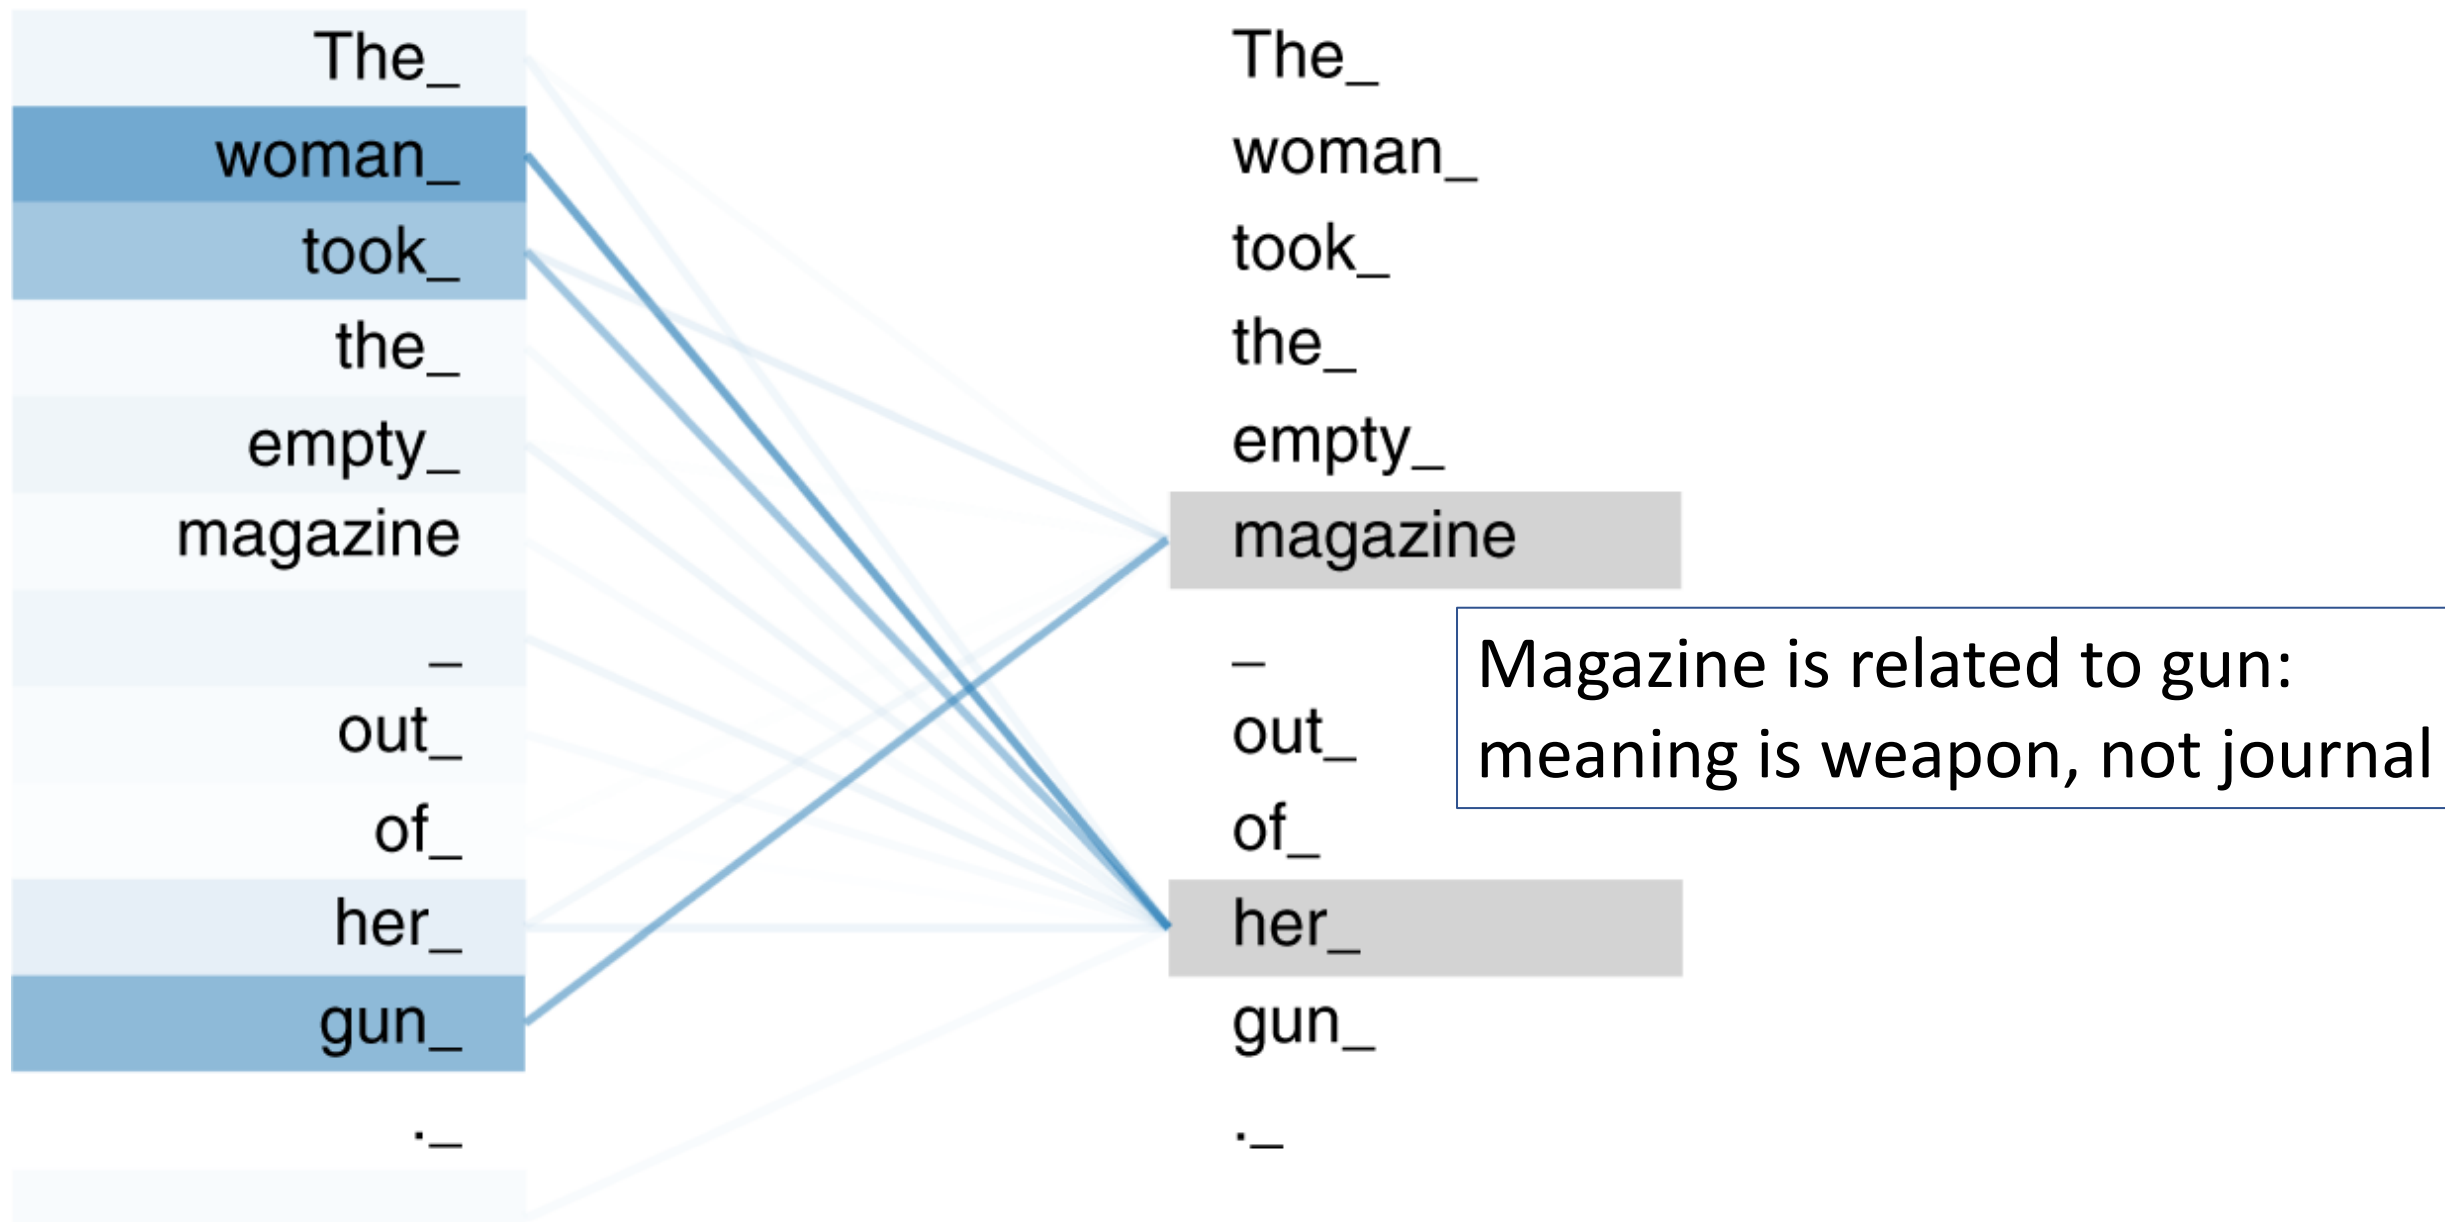 The_ The_
woman_ woman_
took_ took_
the_ the_
empty_ empty_
magazine magazine
_ _
Magazine is related to gun:
out_ out_
meaning is weapon, not journal
of_ of_
her_ her_
gun_ gun_
._ ._